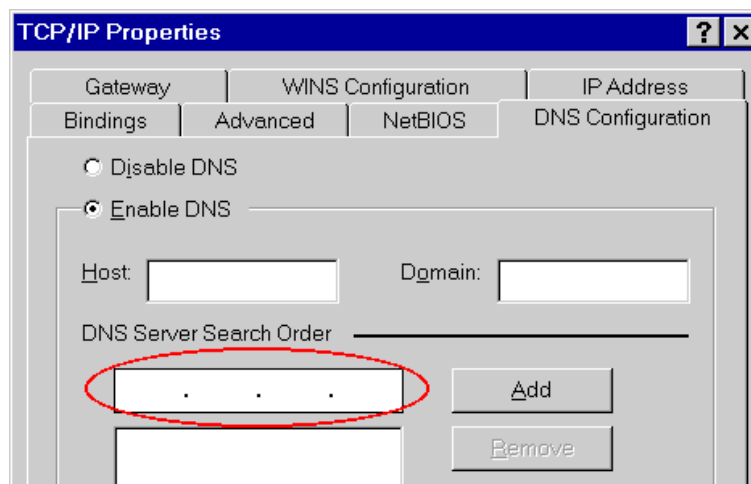 TCP/IP Properties
Gateway WINS Configuration IP Address
Bindings Advanced NetBIOS DNS Configuration
Disable DNS
Enable DNS
Host: Domain:
DNS Server Search Order
. . .
Add
Remove